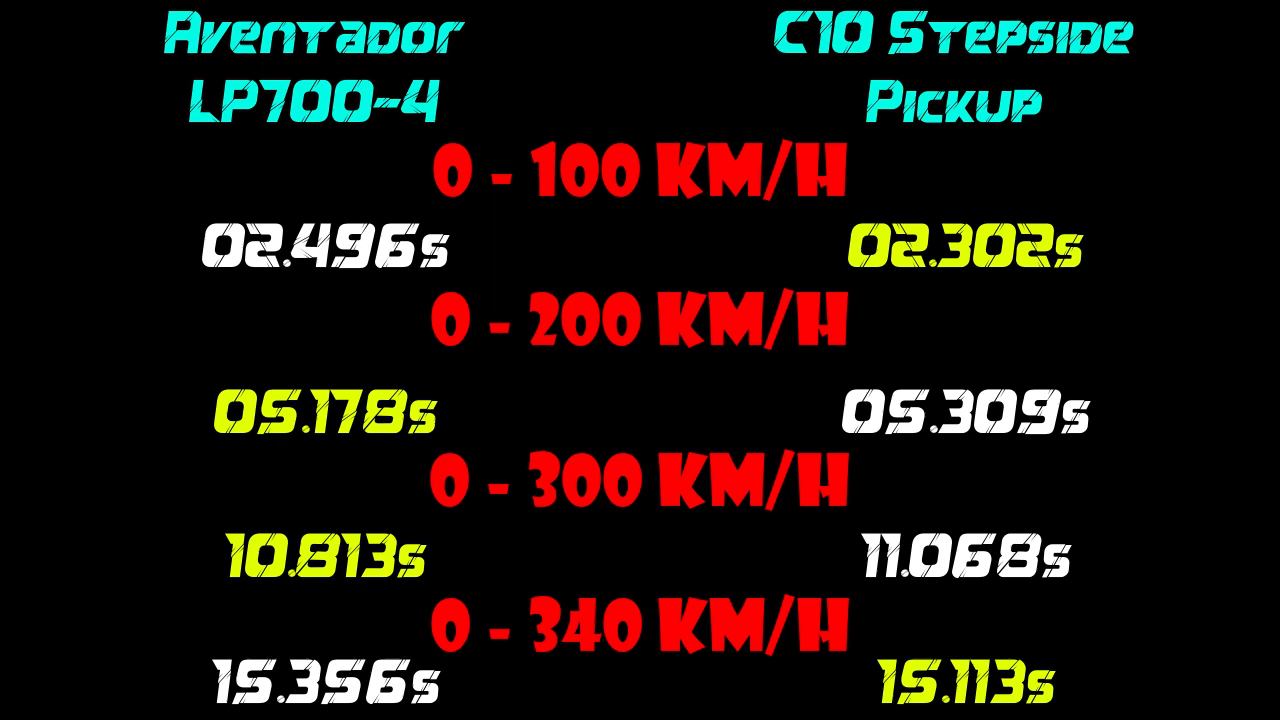 Aventador C10 Stepside
LP700-4 Pickup
0 - 100 KM/H
02.496s 02.302s
0 - 200 KM/H
05.178s 05.309s
0 - 300 KM/H
10.813s 11.068s
0 - 340 KM/H
15.356s 15.113s